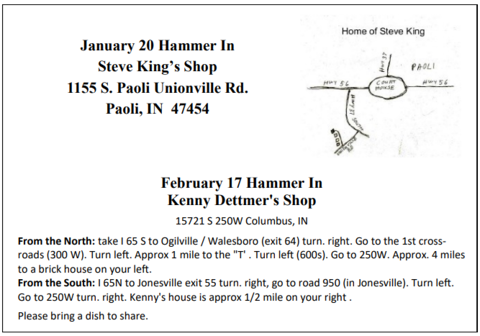 January 20 Hammer In
Steve King's Shop
1155 S. Paoli Unionville Rd.
Paoli, IN  47454
Home of Steve King
HWY 37
PAOLI
HWY 56
COURT HOUSE
HWY 56
February 17 Hammer In
Kenny Dettmer's Shop
15721 S 250W Columbus, IN
From the North: take I 65 S to Ogilville / Walesboro (exit 64) turn. right. Go to the 1st cross-
roads (300 W). Turn left. Approx 1 mile to the "T' . Turn left (600s). Go to 250W. Approx. 4 miles
to a brick house on your left.
From the South: I 65N to Jonesville exit 55 turn. right, go to road 950 (in Jonesville). Turn left.
Go to 250W turn. right. Kenny's house is approx 1/2 mile on your right .
Please bring a dish to share.